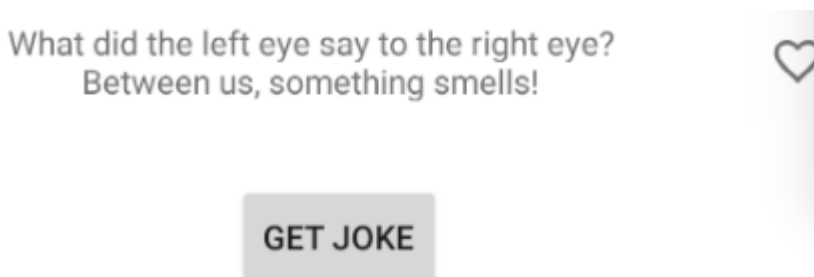 What did the left eye say to the right eye?
Between us, something smells!
GET JOKE